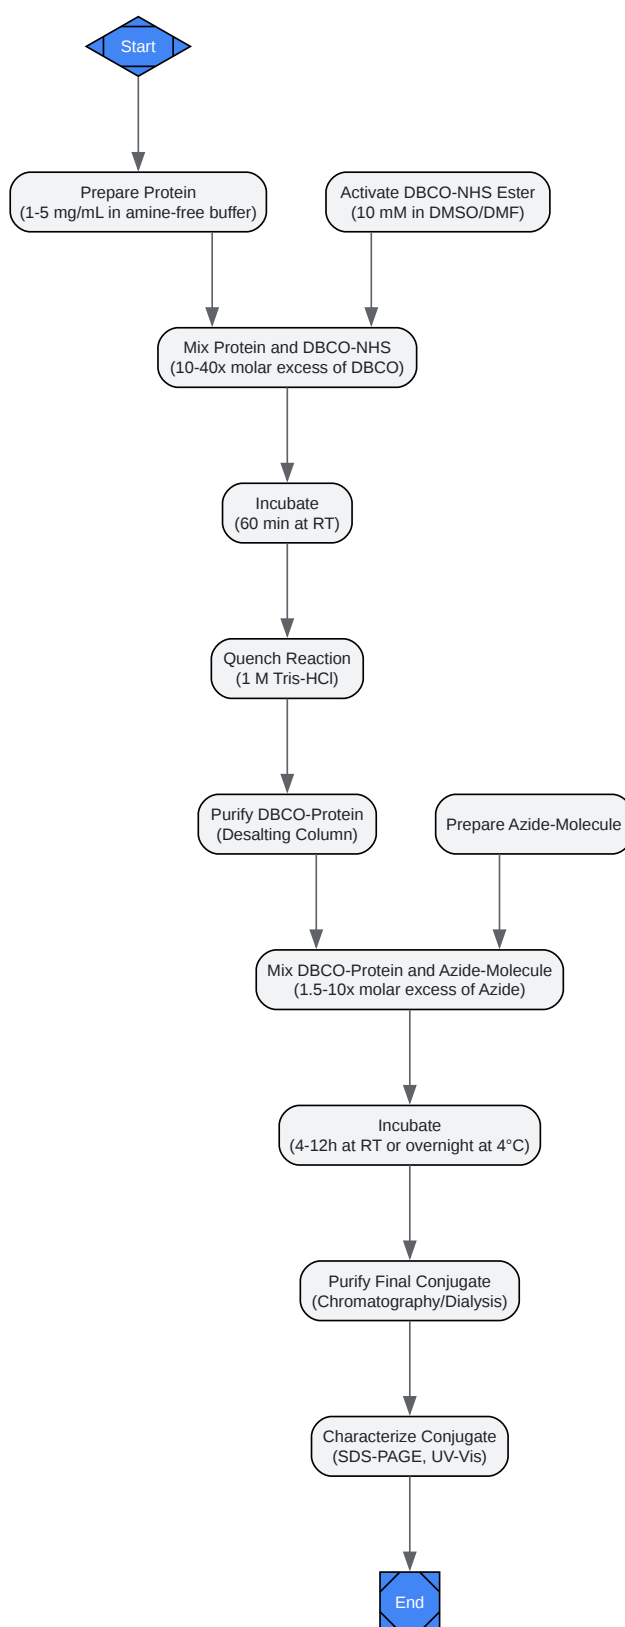 Start
Prepare Protein
(1-5 mg/mL in amine-free buffer)
Activate DBCO-NHS Ester
(10 mM in DMSO/DMF)
Mix Protein and DBCO-NHS
(10-40x molar excess of DBCO)
Incubate
(60 min at RT)
Quench Reaction
(1 M Tris-HCl)
Purify DBCO-Protein
(Desalting Column)
Prepare Azide-Molecule
Mix DBCO-Protein and Azide-Molecule
(1.5-10x molar excess of Azide)
Incubate
(4-12h at RT or overnight at 4°C)
Purify Final Conjugate
(Chromatography/Dialysis)
Characterize Conjugate
(SDS-PAGE, UV-Vis)
End